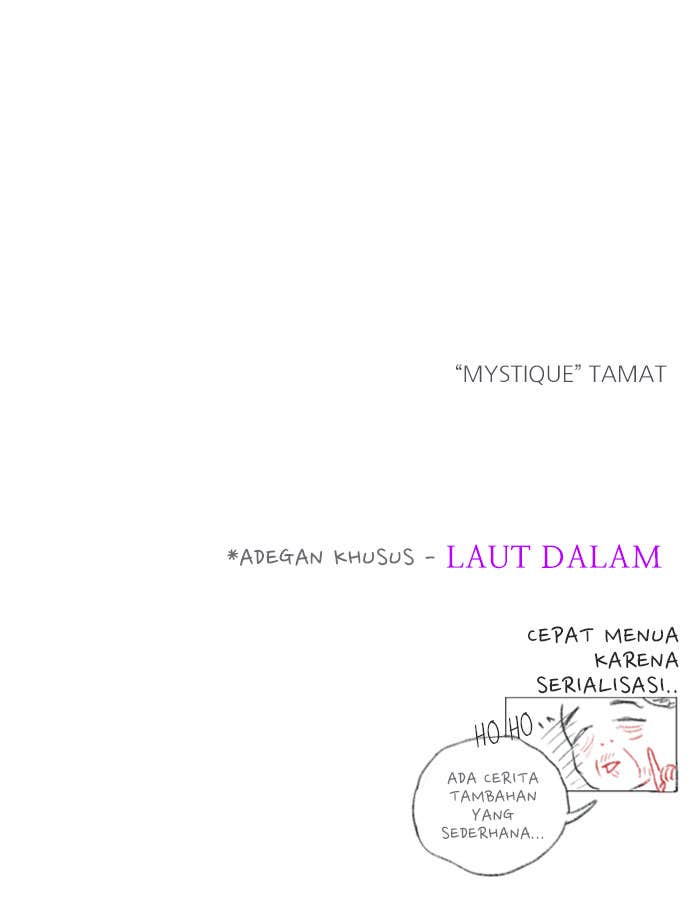 “MYSTIQUE” TAMAT
*ADEGAN KHUSUS - LAUT DALAM
CEPAT MENUA
KARENA
SERIALISASI..
HO HO...
ADA CERITA
TAMBAHAN
YANG
SEDERHANA...